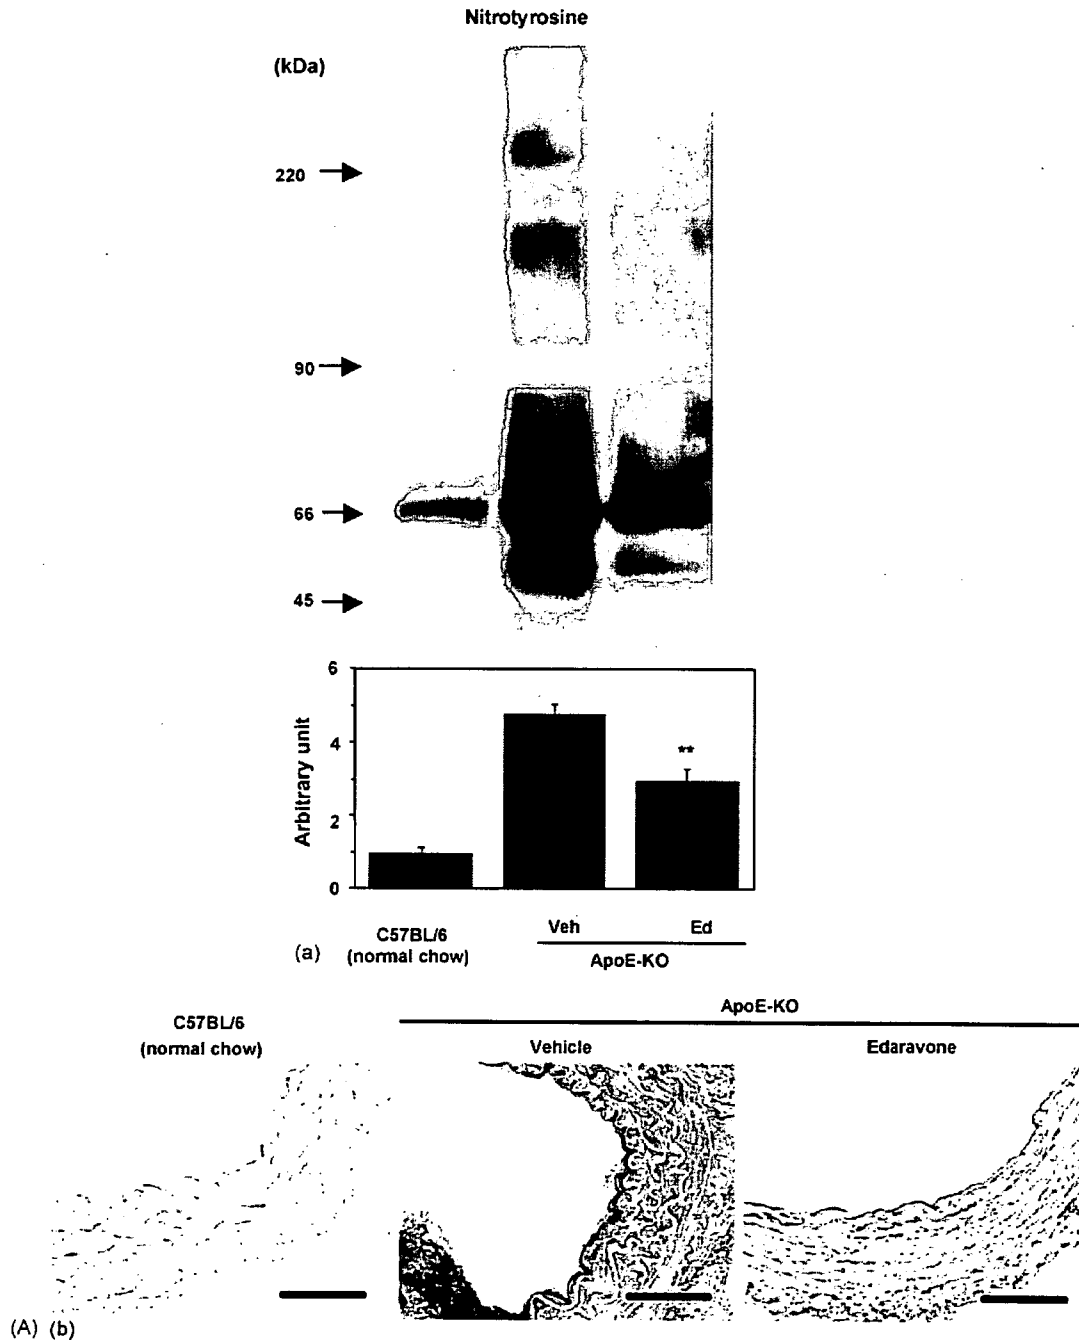 Nitrotyrosine
(kDa)
220
90
66
45
6
4
2
0
Arbitrary unit
**
Veh
Ed
C57BL/6
(normal chow)
ApoE-KO
(a)
ApoE-KO
C57BL/6
(normal chow)
Vehicle
Edaravone
(A) (b)